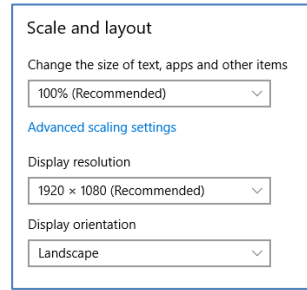 Scale and layout
Change the size of text, apps and other items
100% (Recommended)
Advanced scaling settings
Display resolution
1920 × 1080 (Recommended)
Display orientation
Landscape